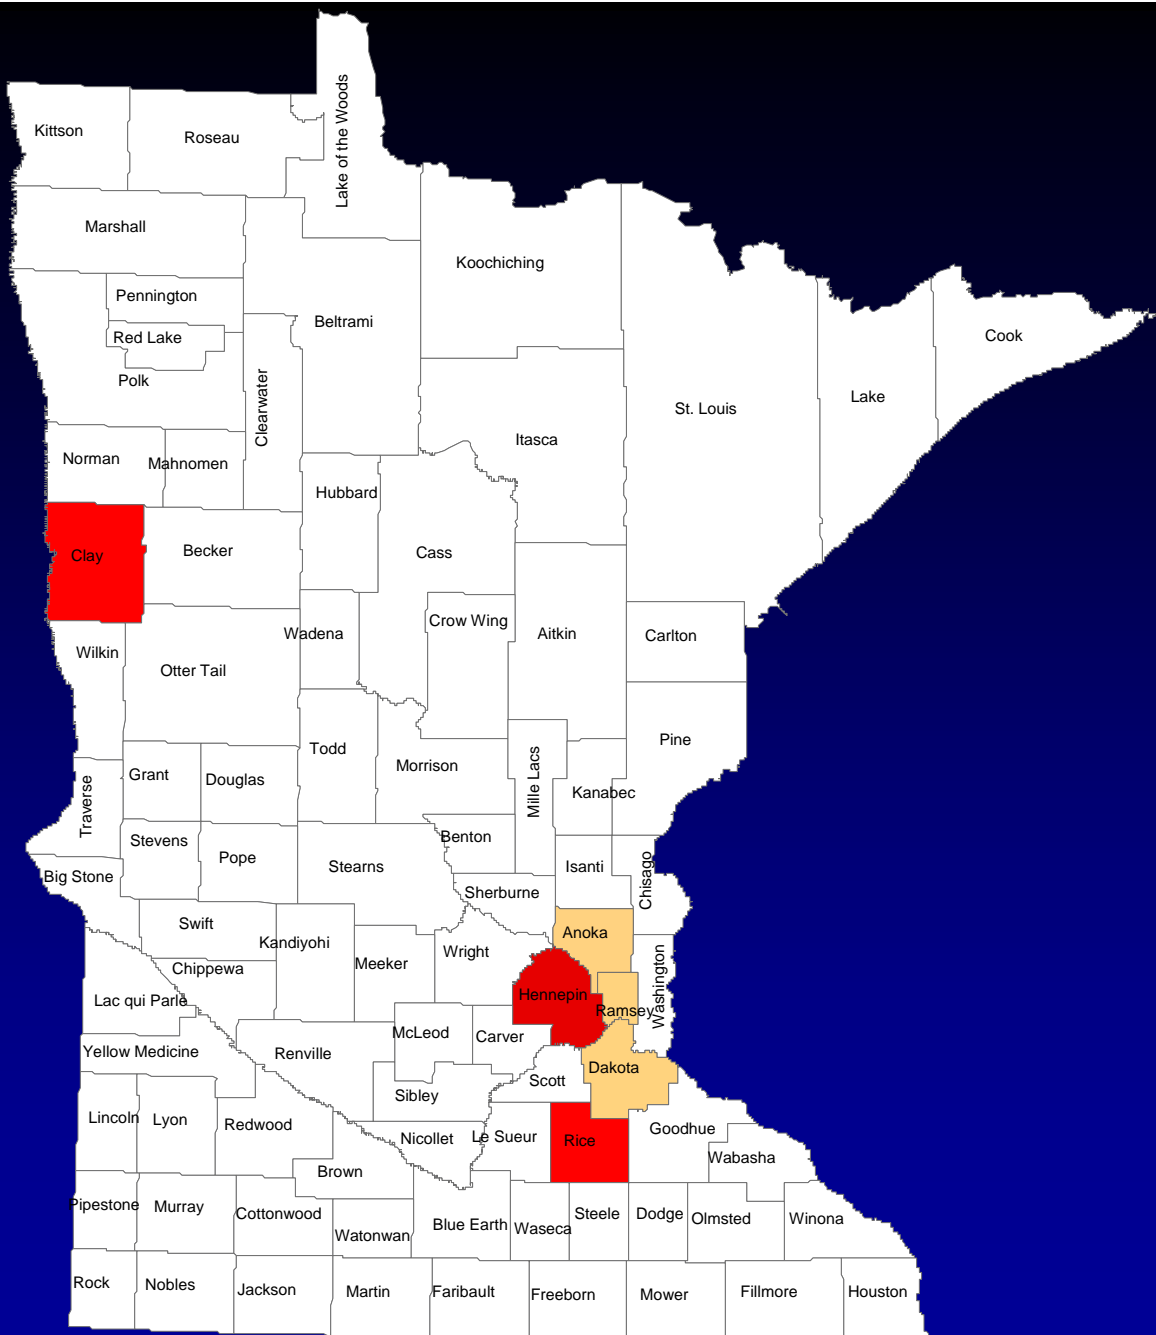 Kittson
Roseau
Lake of the Woods
Marshall
Koochiching
Pennington
Beltrami
Red Lake
Cook
Polk
Clearwater
Lake
St. Louis
Itasca
Norman
Mahnomen
Hubbard
Clay
Becker
Cass
Crow Wing
Wadena
Aitkin
Carlton
Wilkin
Otter Tail
Todd
Pine
Morrison
Grant
Douglas
Mille Lacs
Kanabec
Traverse
Stevens
Benton
Pope
Stearns
Isanti
Chisago
Big Stone
Sherburne
Swift
Anoka
Kandiyohi
Wright
Meeker
Chippewa
Washington
Hennepin
Lac qui Parle
Ramsey
McLeod
Carver
Yellow Medicine
Renville
Dakota
Scott
Sibley
Lincoln
Lyon
Redwood
Nicollet
Le Sueur
Rice
Goodhue
Wabasha
Brown
Pipestone
Murray
Cottonwood
Watonwan
Blue Earth
Waseca
Steele
Dodge
Olmsted
Winona
Rock
Nobles
Jackson
Martin
Faribault
Freeborn
Mower
Fillmore
Houston